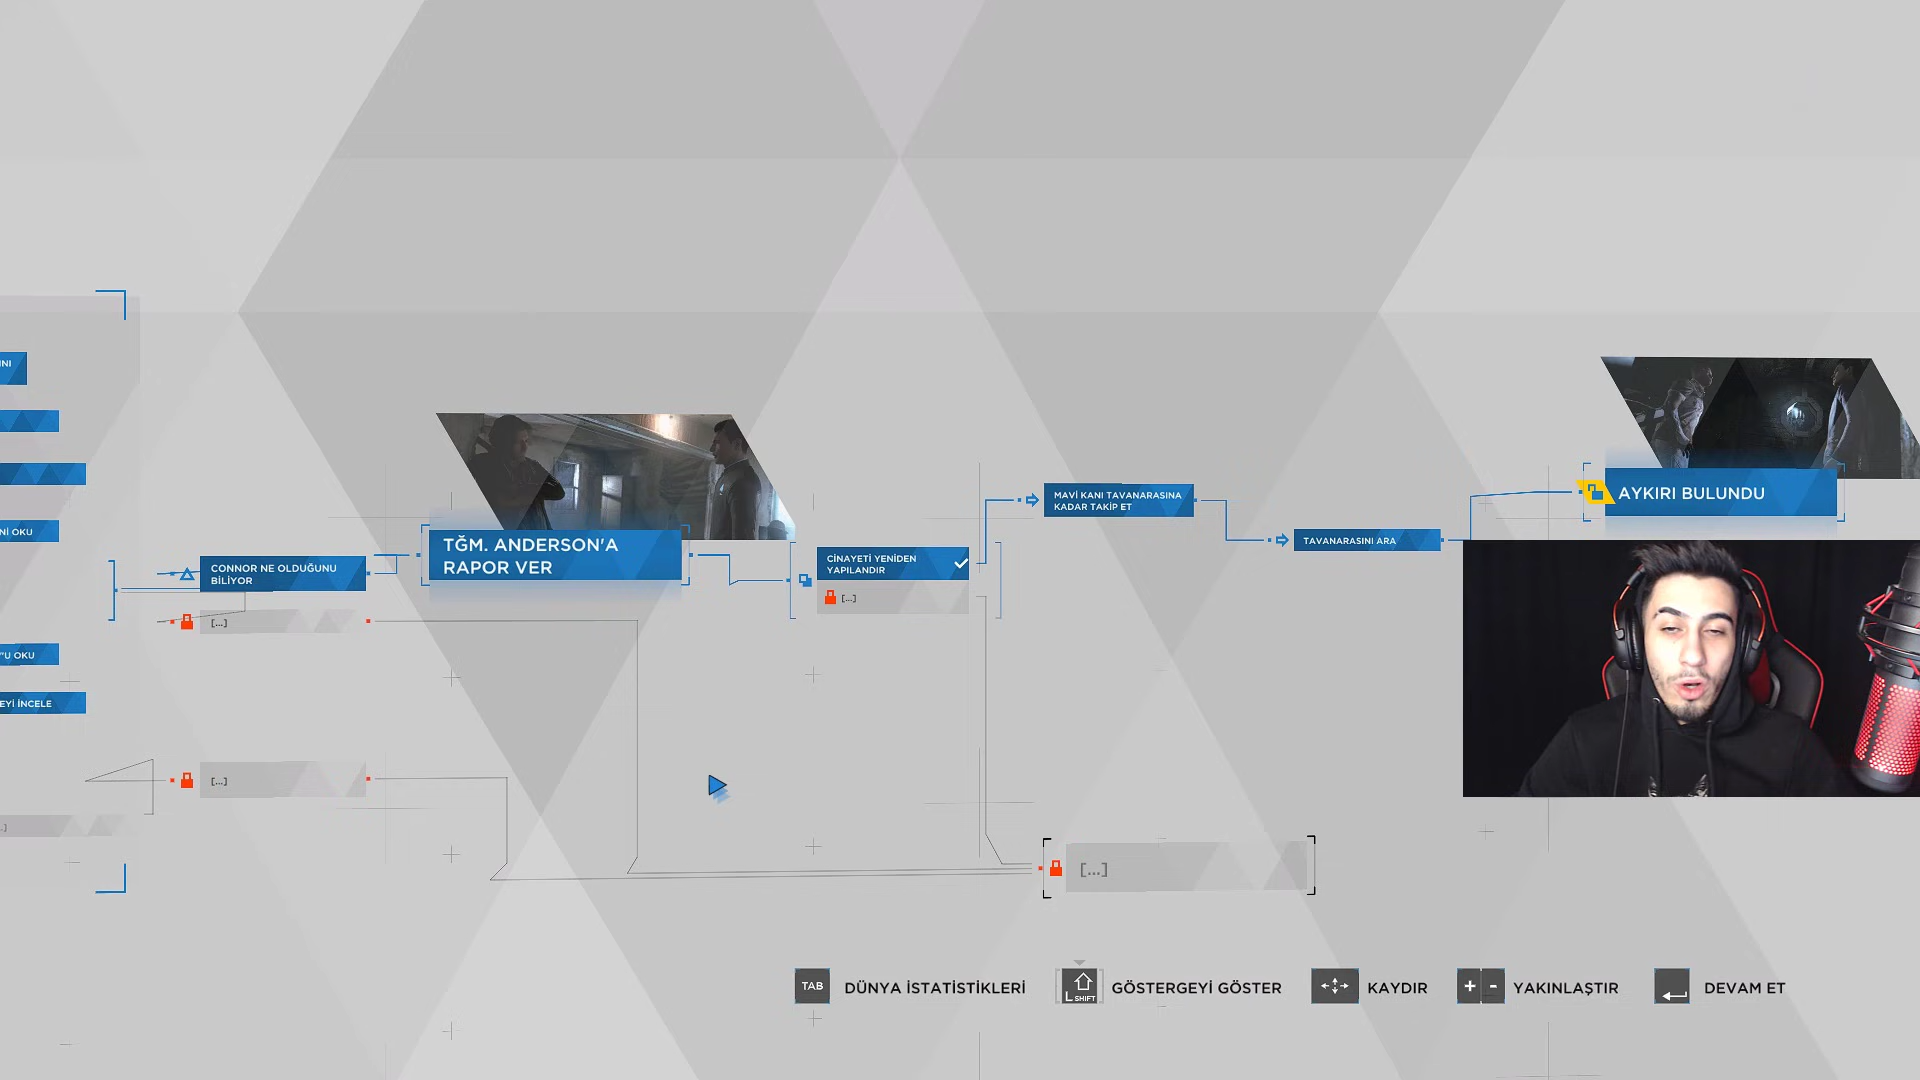 INI
Nİ OKU
"U OKU
EYİ İNCELE
..]
CONNOR NE OLDUĞUNU
BİLİYOR
[...]
[...]
TĞM. ANDERSON'A
RAPOR VER
CİNAYETİ YENİDEN
YAPILANDIR
[...]
MAVİ KANI TAVANARASINA
KADAR TAKİP ET
TAVANARASINI ARA
AYKIRI BULUNDU
[...]
TAB DÜNYA İSTATİSTİKLERİ
L SHIFT GÖSTERGEYİ GÖSTER
KAYDIR
+ - YAKINLAŞTIR
DEVAM ET